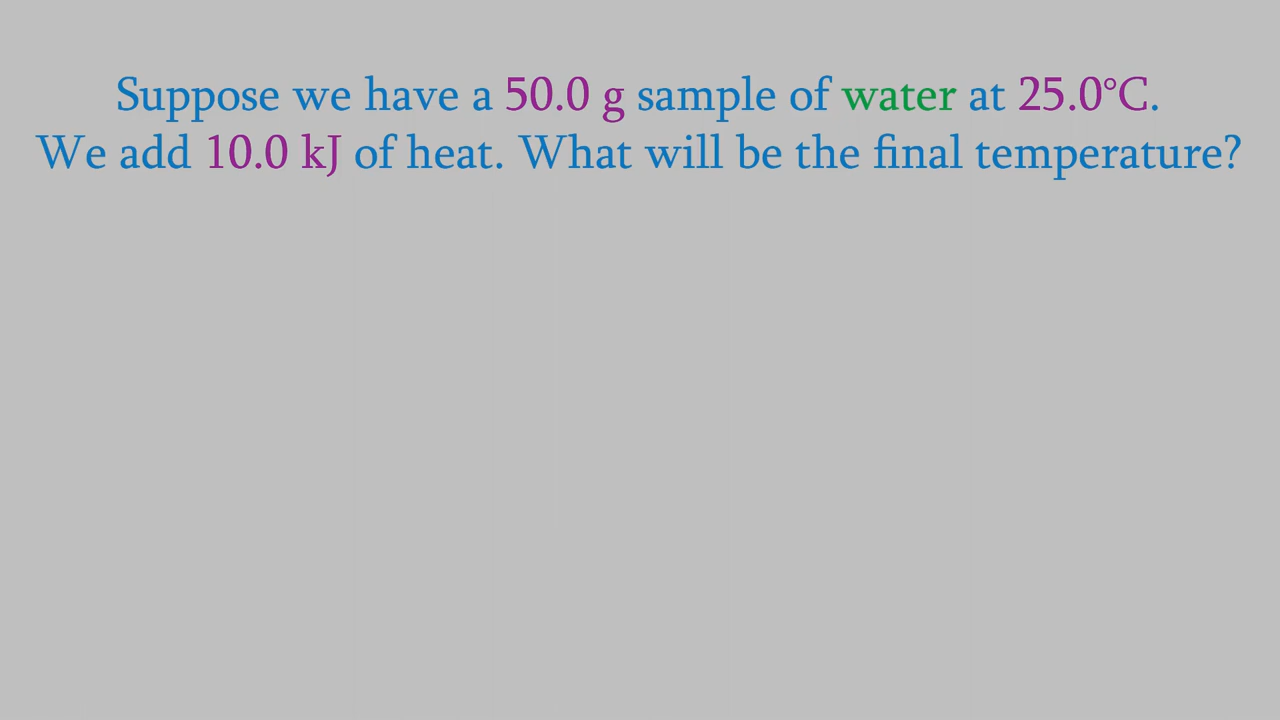 Suppose we have a 50.0 g sample of water at 25.0°C.
We add 10.0 kJ of heat. What will be the final temperature?